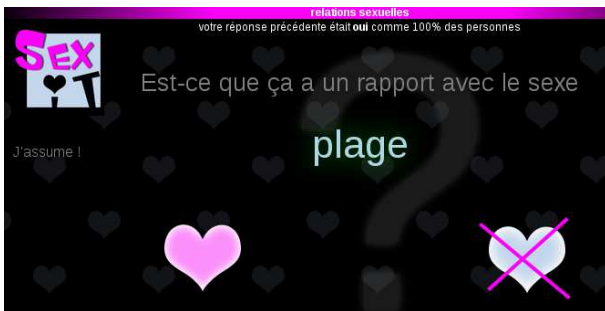 relations sexuelles
votre réponse précédente était oui comme 100% des personnes
SEX
IT
Est-ce que ça a un rapport avec le sexe
?
plage
J'assume !